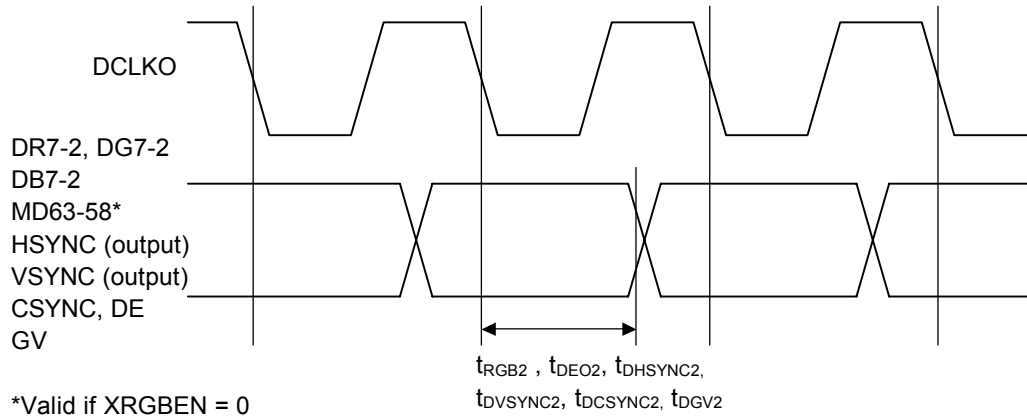 DCLKO
DR7-2, DG7-2
DB7-2
MD63-58*
HSYNC (output)
VSYNC (output)
CSYNC, DE
GV
tRGB2 , tDEO2, tDHSYNC2,
tDVSYNC2, tDCSYNC2, tDGV2
*Valid if XRGBEN = 0